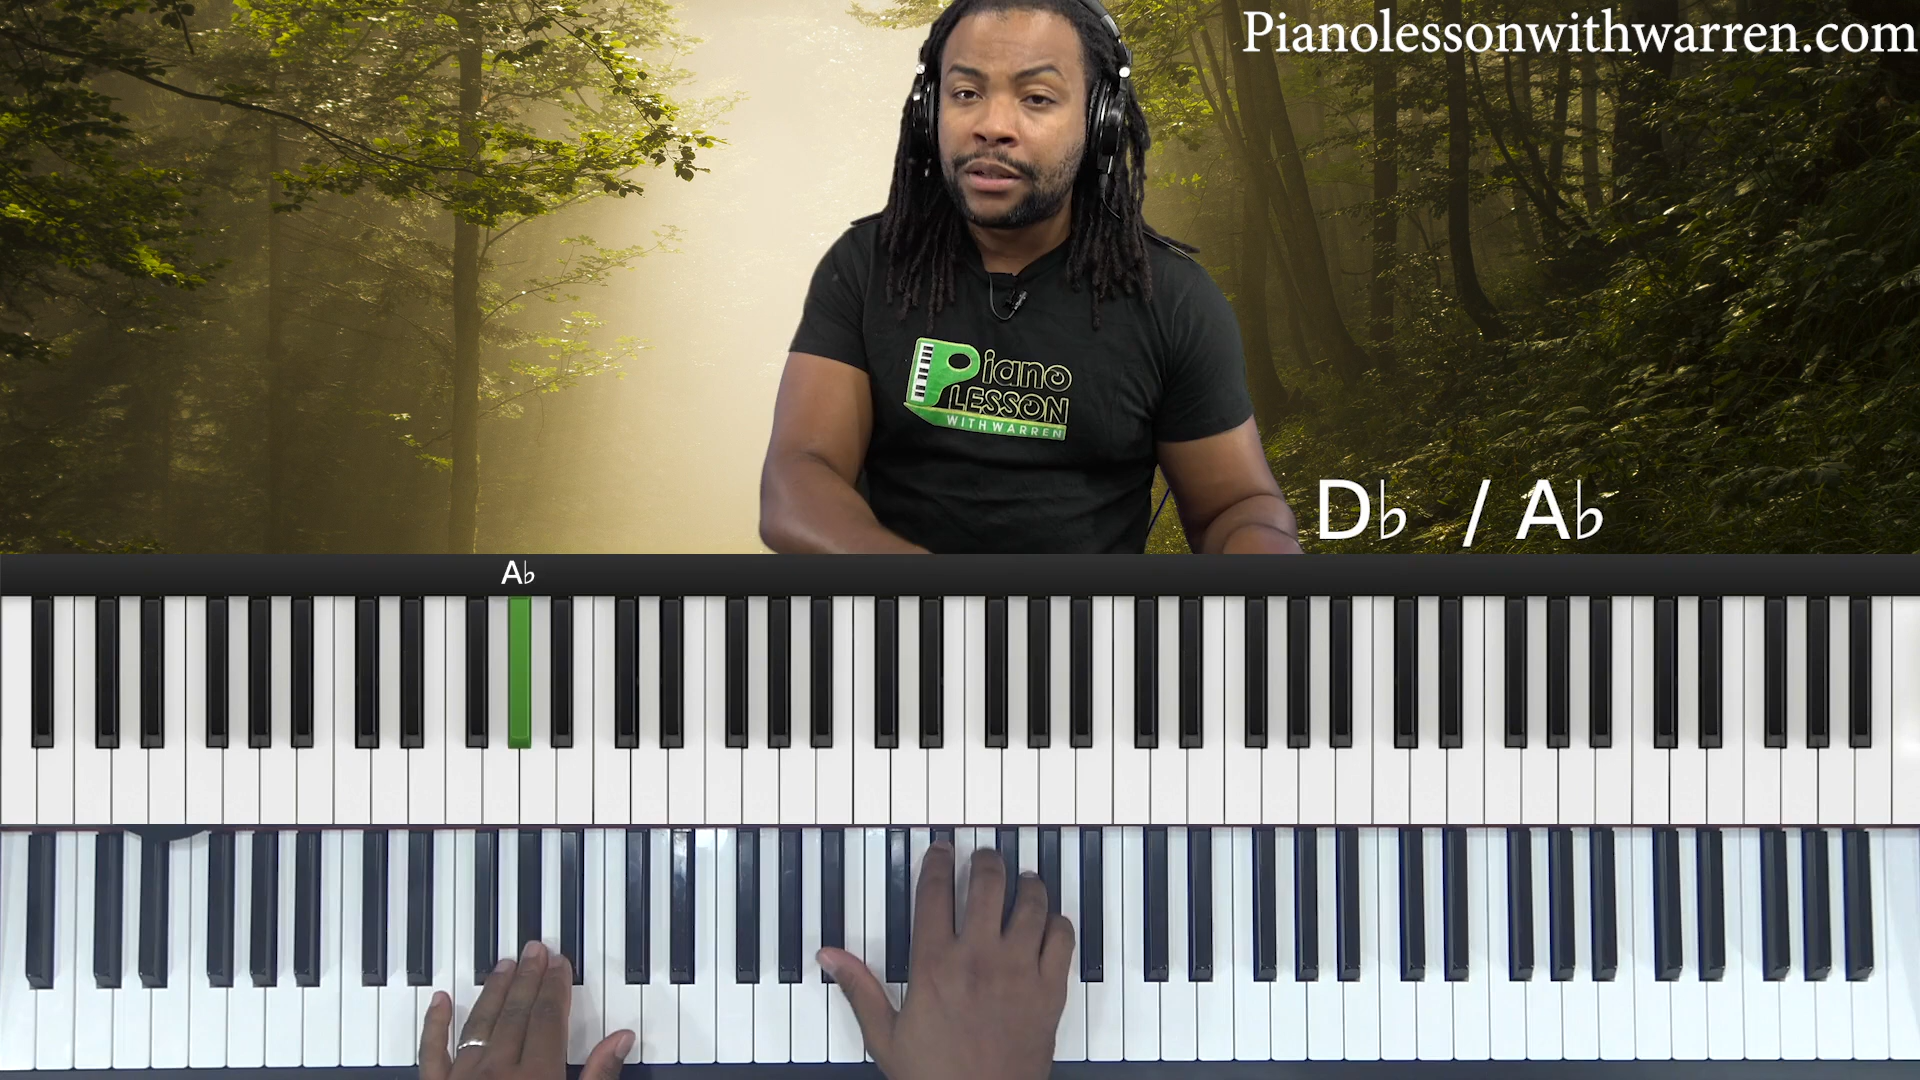 Pianolessonwithwarren.com
Piano
LESSON
WITH WARREN
D♭ / A♭
A♭